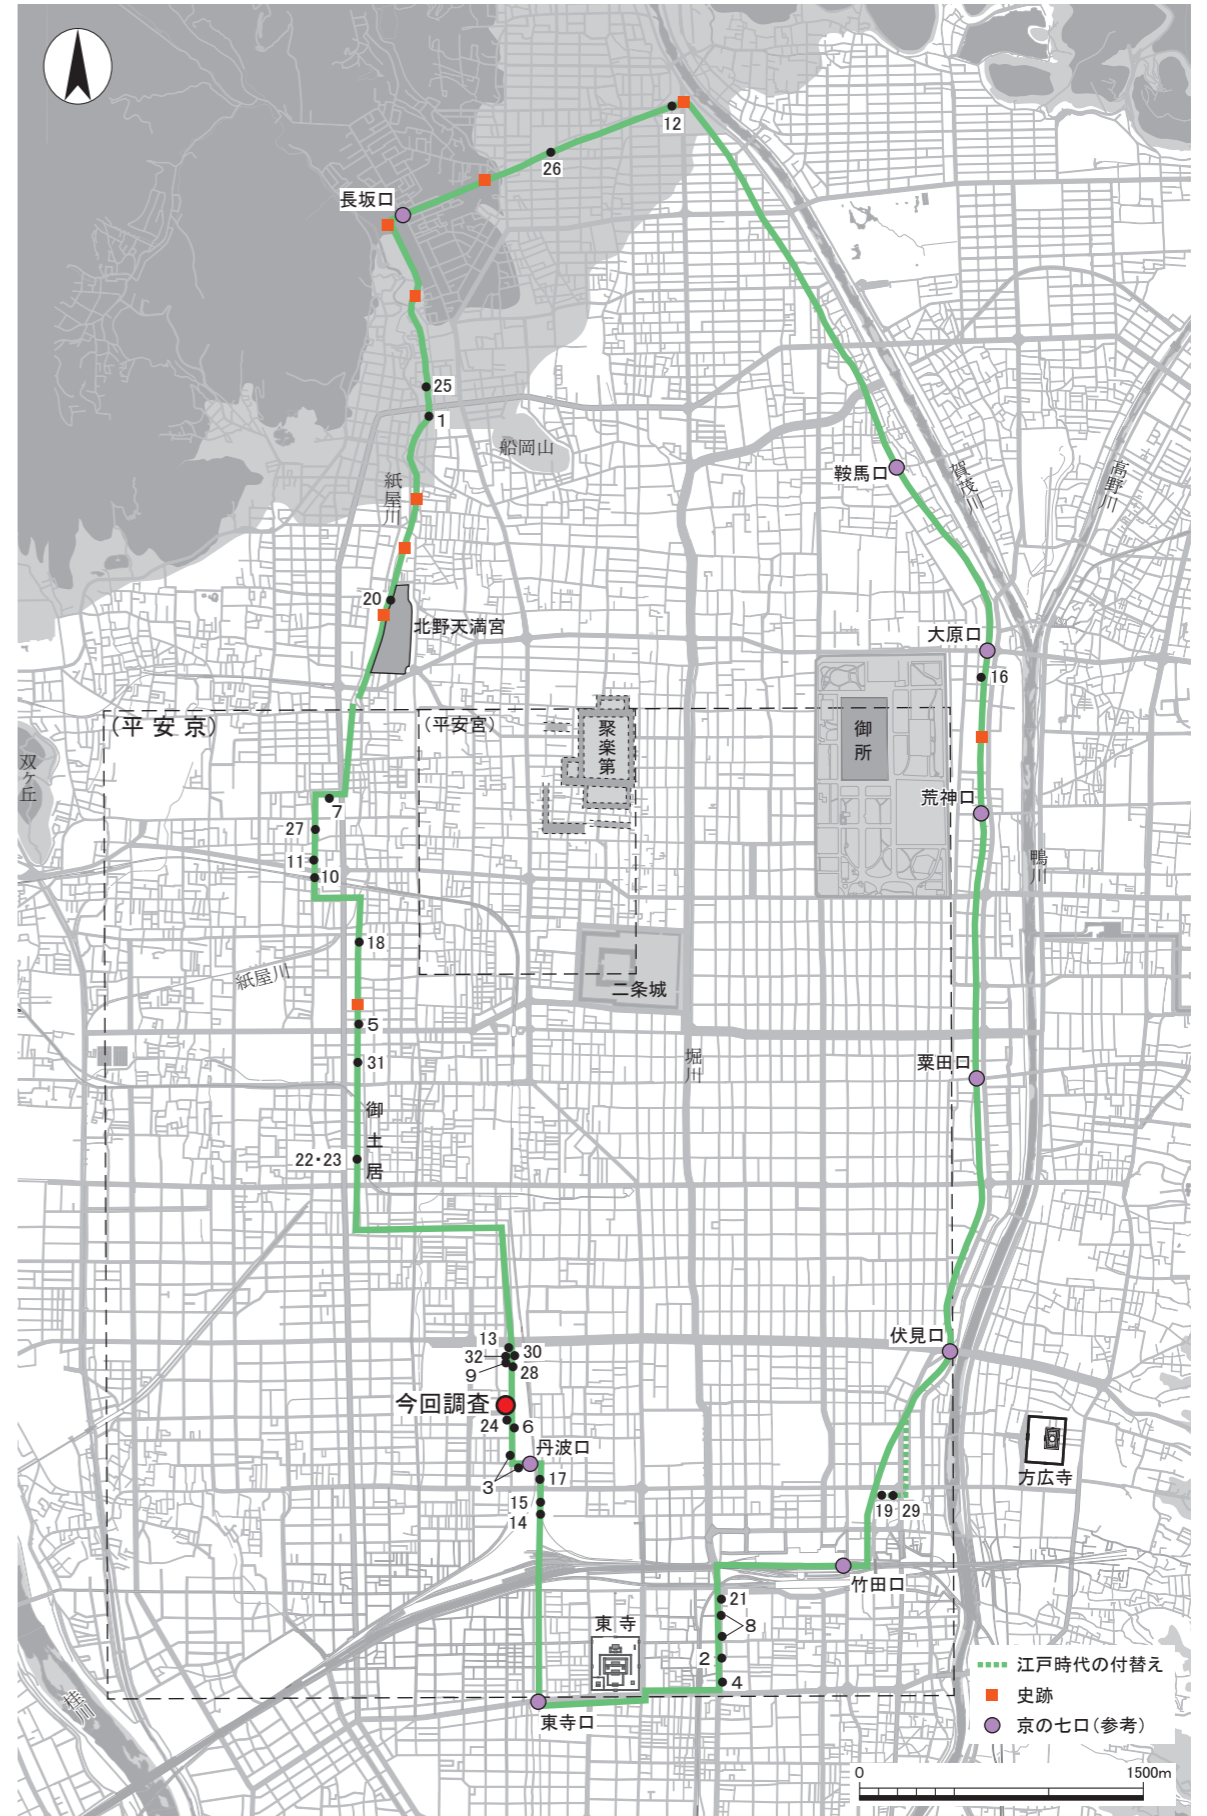 12
26
長坂口
25
1
船岡山
紙屋川
鞍馬口
賀茂川
高野川
20
北野天満宮
大原口
16
(平安京)
(平安宮)
聚楽第
御所
双ヶ丘
荒神口
7
27
11
10
鴨川
18
紙屋川
二条城
5
31
堀川
粟田口
御土居
22・23
伏見口
13
32
30
9
28
今回調査
24
6
丹波口
3
17
15
14
方広寺
19
29
竹田口
21
8
東寺
2
4
東寺口
桂川
江戸時代の付替え
史跡
京の七口(参考)
0
1500m